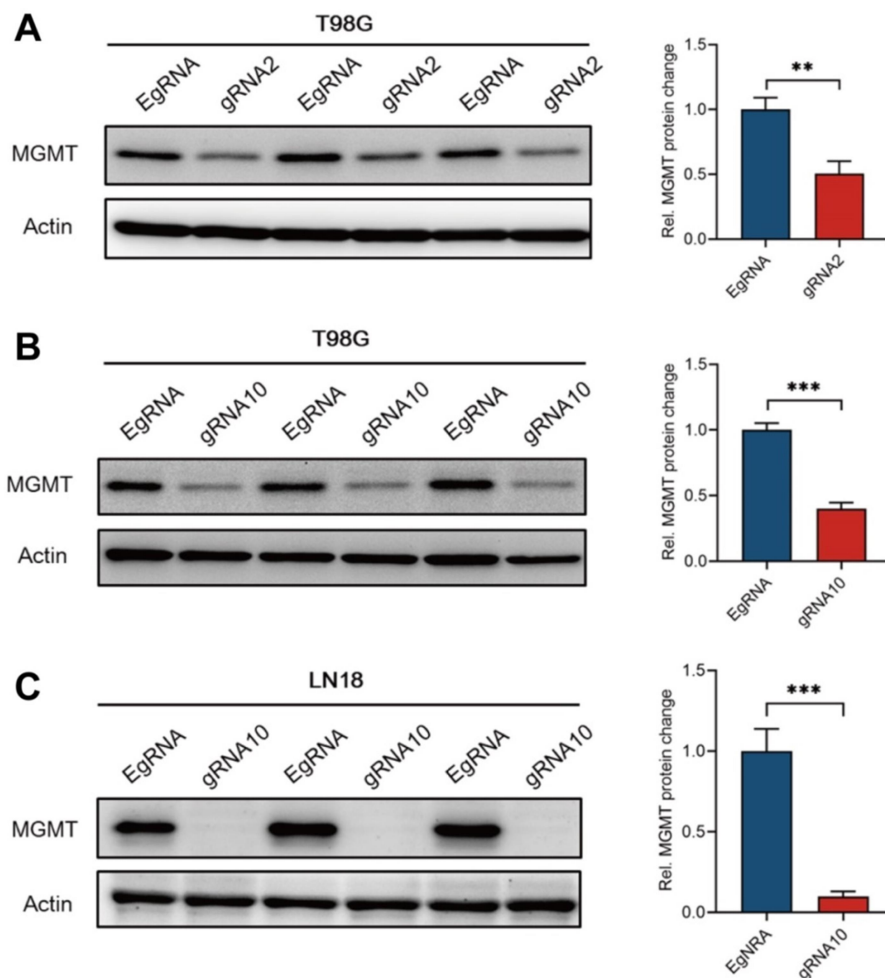 A
T98G
EgRNA gRNA2 EgRNA gRNA2 EgRNA gRNA2
MGMT
Actin
Rel. MGMT protein change
1.5
1.0
0.5
0.0
**
EgRNA gRNA2
B
T98G
EgRNA gRNA10 EgRNA gRNA10 EgRNA gRNA10
MGMT
Actin
Rel. MGMT protein change
1.5
1.0
0.5
0.0
***
EgRNA gRNA10
C
LN18
EgRNA gRNA10 EgRNA gRNA10 EgRNA gRNA10
MGMT
Actin
Rel. MGMT protein change
1.5
1.0
0.5
0.0
***
EgNRA gRNA10